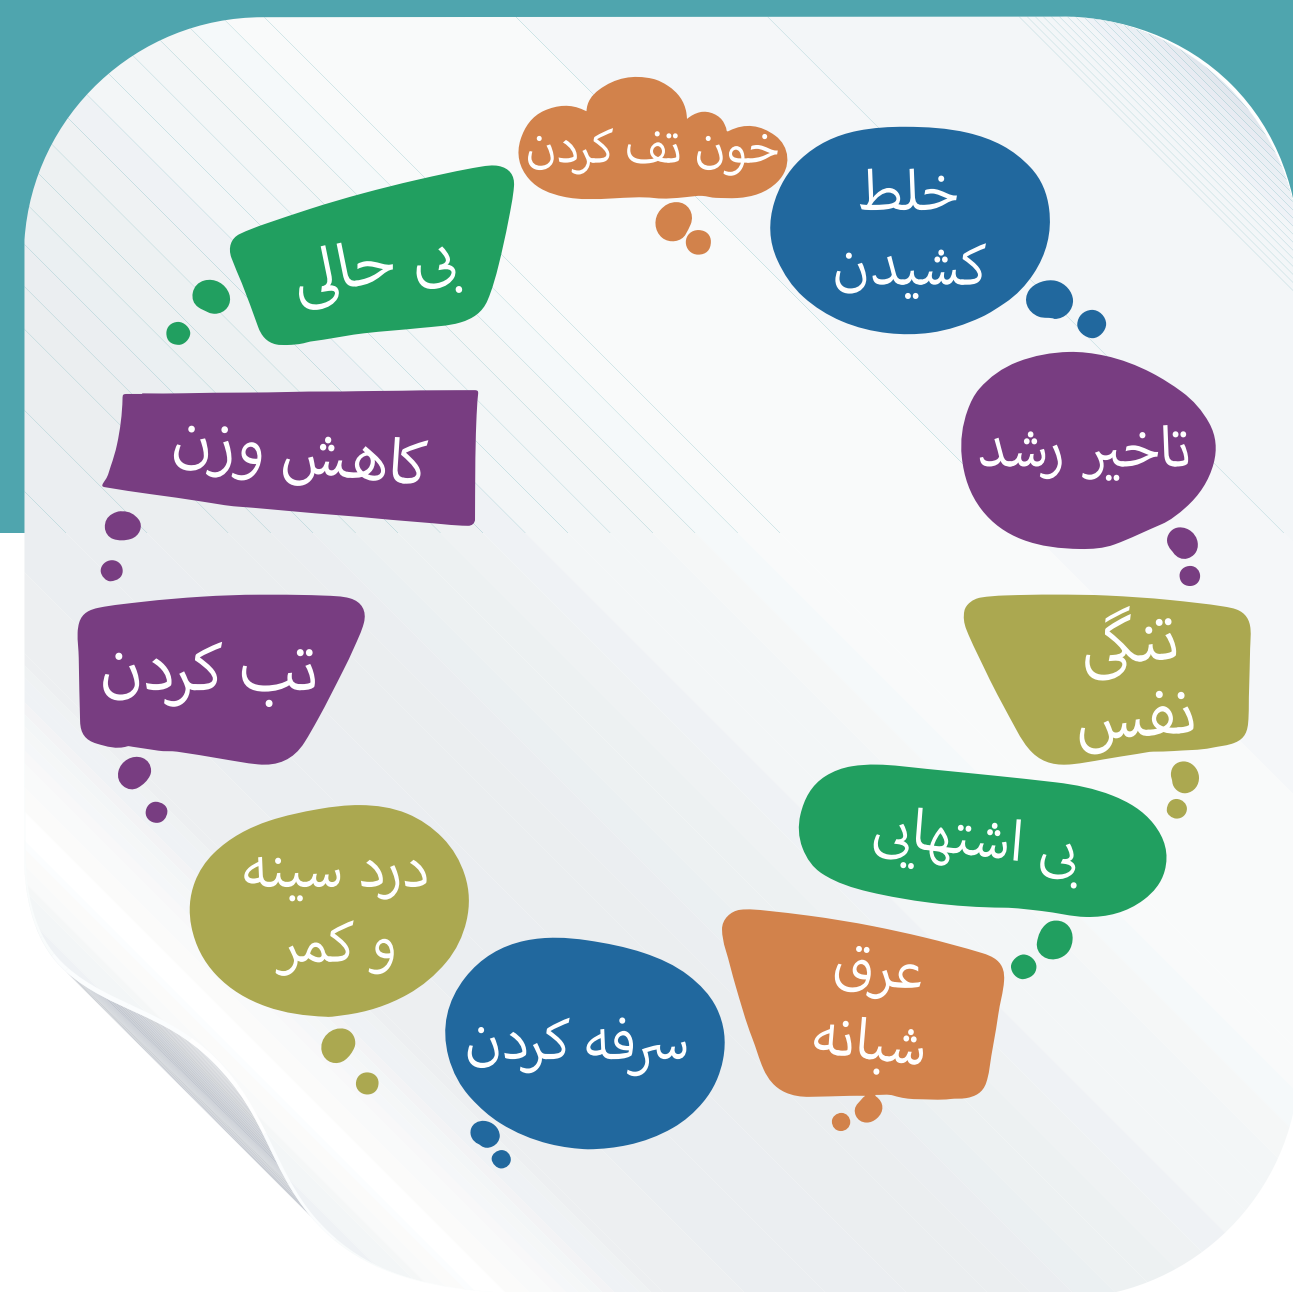 خون تف کردن
خلط
کشیدن
تاخیر رشد
تنگی
نفس
بی اشتهایی
عرق
شبانه
سرفه کردن
درد سینه
و کمر
تب کردن
کاهش وزن
بی حالی